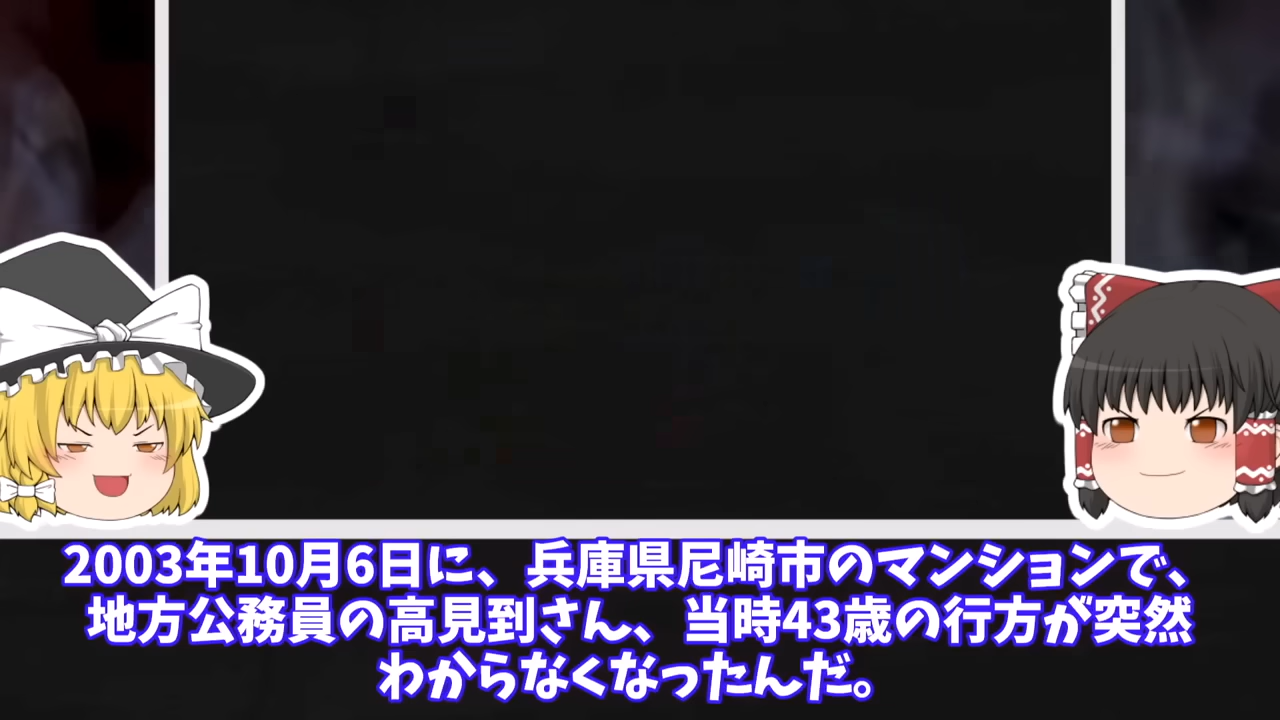 2003年10月6日に、兵庫県尼崎市のマンションで、
地方公務員の高見到さん、当時43歳の行方が突然
わからなくなったんだ。